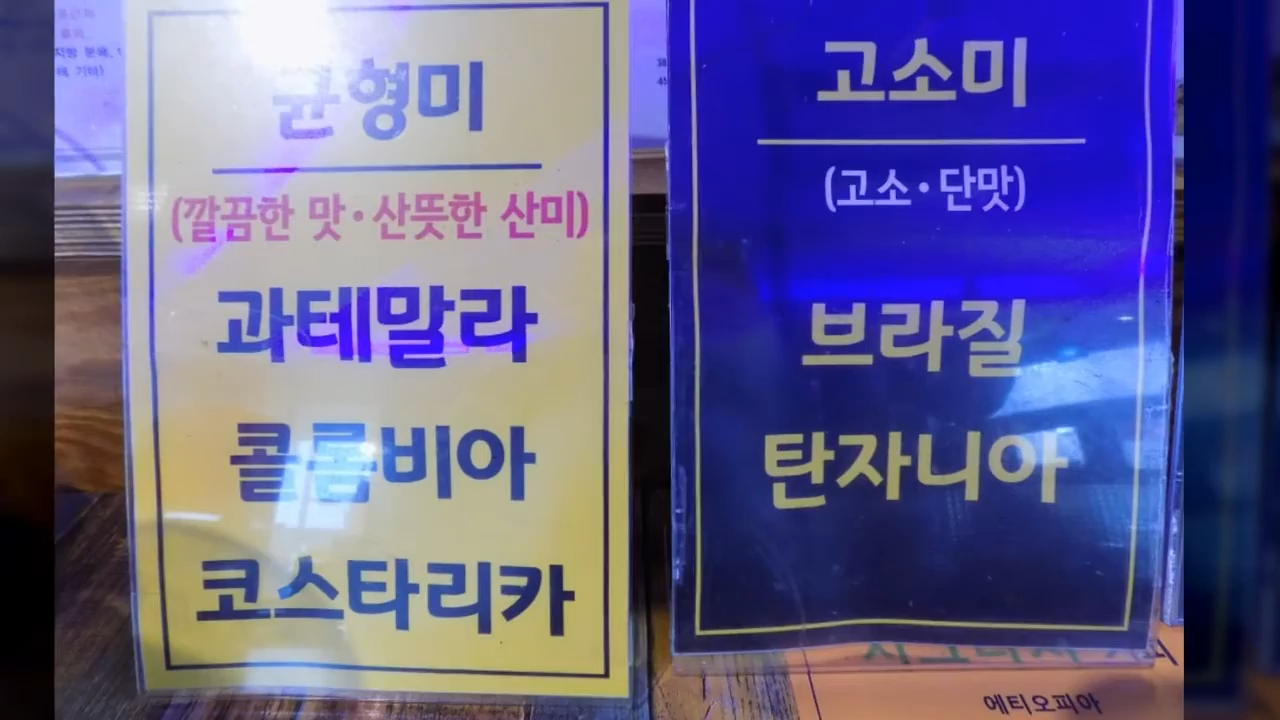 균형미
(깔끔한 맛·산뜻한 산미)
과테말라
콜롬비아
코스타리카
고소미
(고소·단맛)
브라질
탄자니아
에티오피아